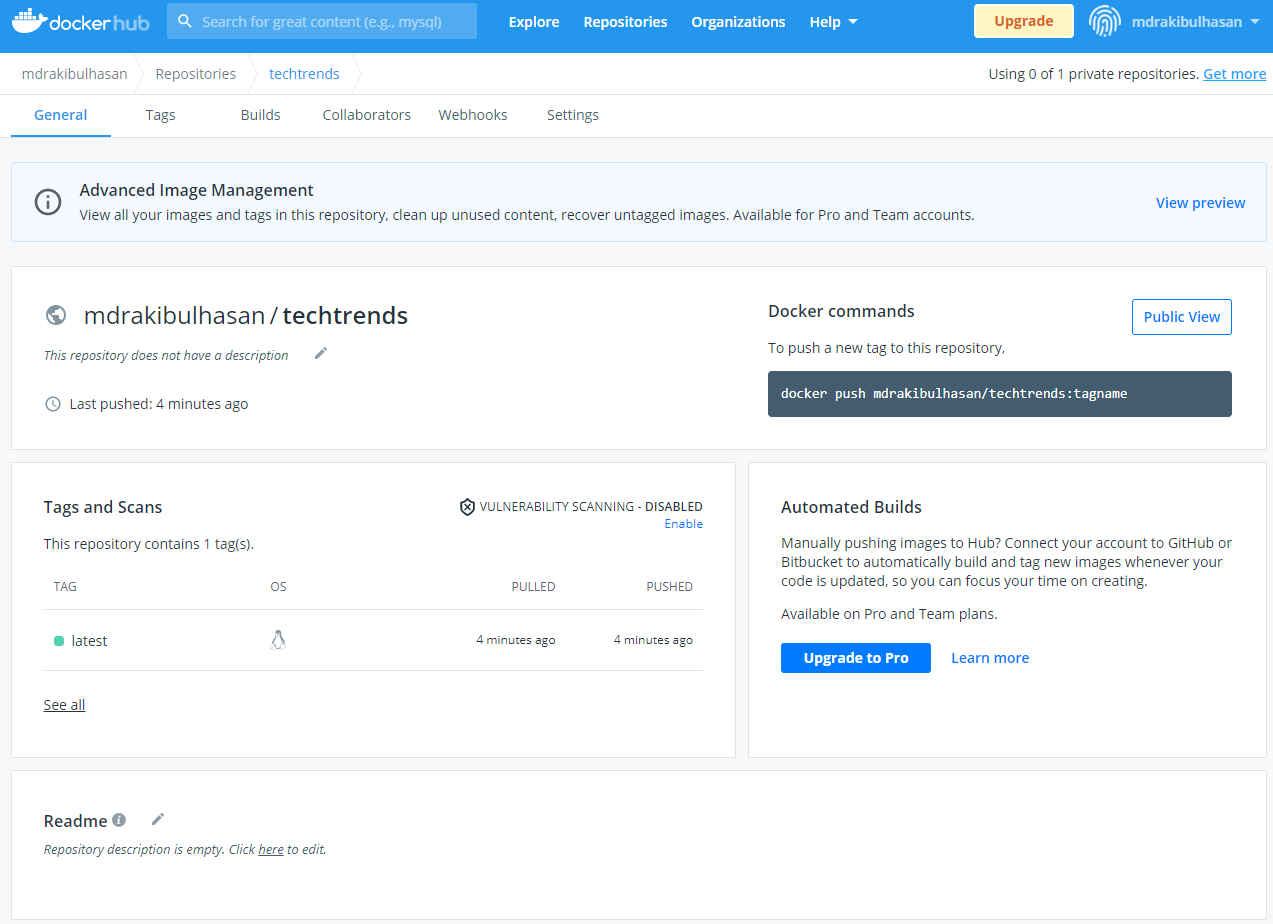 docker hub
Search for great content (e.g., mysql)
Explore
Repositories
Organizations
Help
Upgrade
mdrakibulhasan
mdrakibulhasan
Repositories
techtrends
Using 0 of 1 private repositories. Get more
General
Tags
Builds
Collaborators
Webhooks
Settings
Advanced Image Management
View all your images and tags in this repository, clean up unused content, recover untagged images. Available for Pro and Team accounts.
View preview
mdrakibulhasan / techtrends
This repository does not have a description
Last pushed: 4 minutes ago
Docker commands
Public View
To push a new tag to this repository,
docker push mdrakibulhasan/techtrends:tagname
Tags and Scans
VULNERABILITY SCANNING - DISABLED
Enable
This repository contains 1 tag(s).
TAG
OS
PULLED
PUSHED
latest
4 minutes ago
4 minutes ago
See all
Automated Builds
Manually pushing images to Hub? Connect your account to GitHub or
Bitbucket to automatically build and tag new images whenever your
code is updated, so you can focus your time on creating.
Available on Pro and Team plans.
Upgrade to Pro
Learn more
Readme
Repository description is empty. Click here to edit.